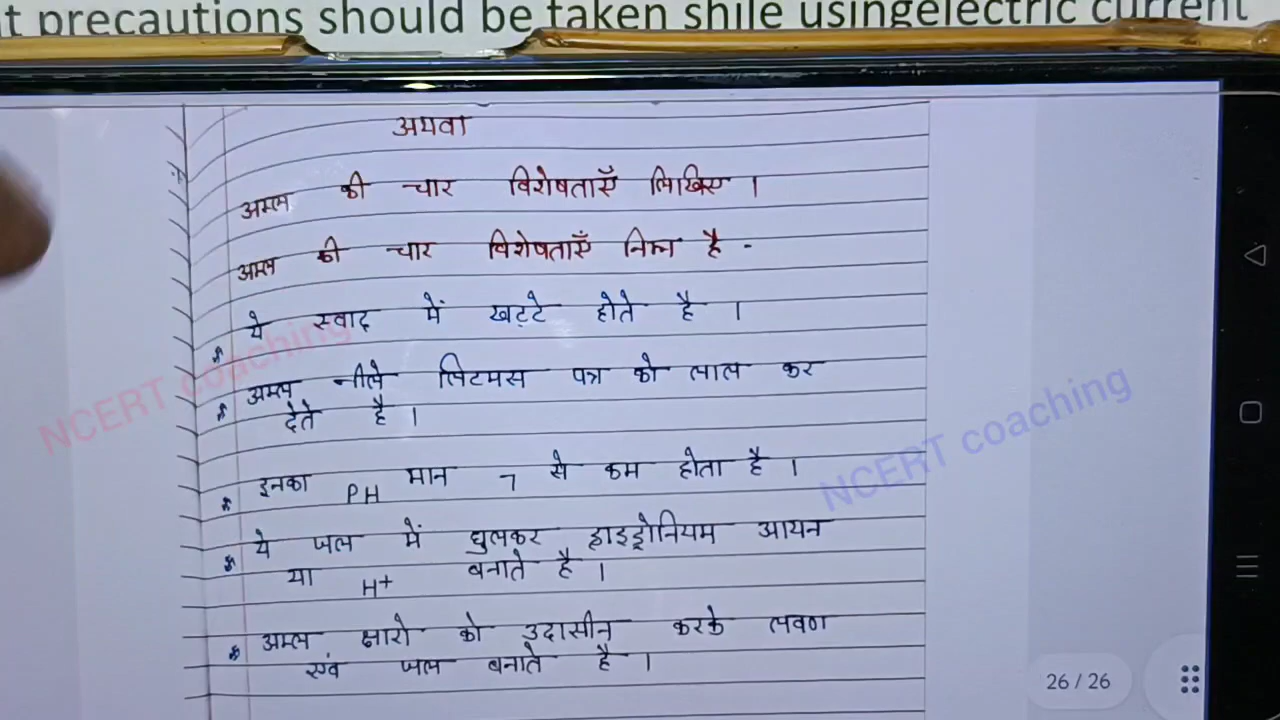 t precautions should be taken shile usingelectric current
अथवा
अम्ल की चार विशेषताएँ लिखिए ।
अम्ल की चार विशेषताएँ निम्न है -
ये स्वाद में खट्टे होते है ।
अम्ल नीले लिटमस पत्र को लाल कर
देते है ।
इनका PH मान 7 से कम होता है ।
ये जल में घुलकर हाइड्रोनियम आयन
या H+ बनाते है ।
अम्ल क्षारो को उदासीन करके लवण
एवं जल बनाते है ।
NCERT coaching
NCERT coaching
26 / 26